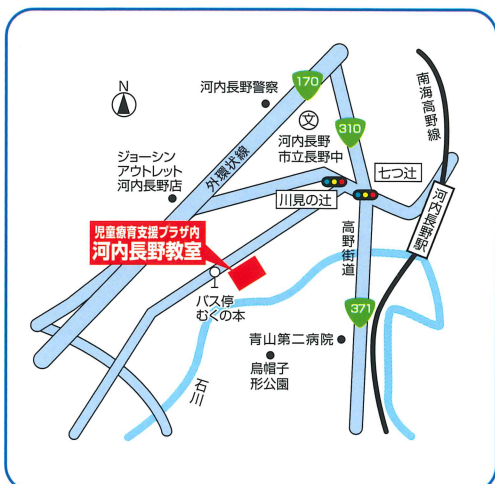 N
河内長野警察
170
文
河内長野
市立長野中
310
南海高野線
ジョーシン
アウトレット
河内長野店
外環状線
七つ辻
川見の辻
児童療育支援プラザ内
河内長野教室
高野街道
河内長野駅
バス停
むくの本
371
青山第二病院
烏帽子
形公園
石川